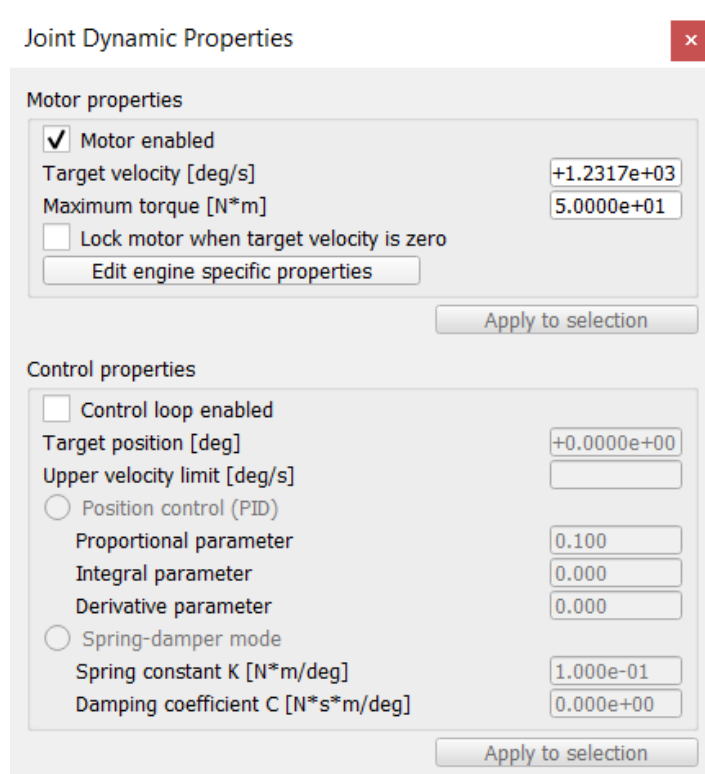 Joint Dynamic Properties
Motor properties
Motor enabled
Target velocity [deg/s] +1.2317e+03
Maximum torque [N*m] 5.0000e+01
Lock motor when target velocity is zero
Edit engine specific properties
Apply to selection
Control properties
Control loop enabled
Target position [deg] +0.0000e+00
Upper velocity limit [deg/s]
Position control (PID)
Proportional parameter 0.100
Integral parameter 0.000
Derivative parameter 0.000
Spring-damper mode
Spring constant K [N*m/deg] 1.000e-01
Damping coefficient C [N*s*m/deg] 0.000e+00
Apply to selection